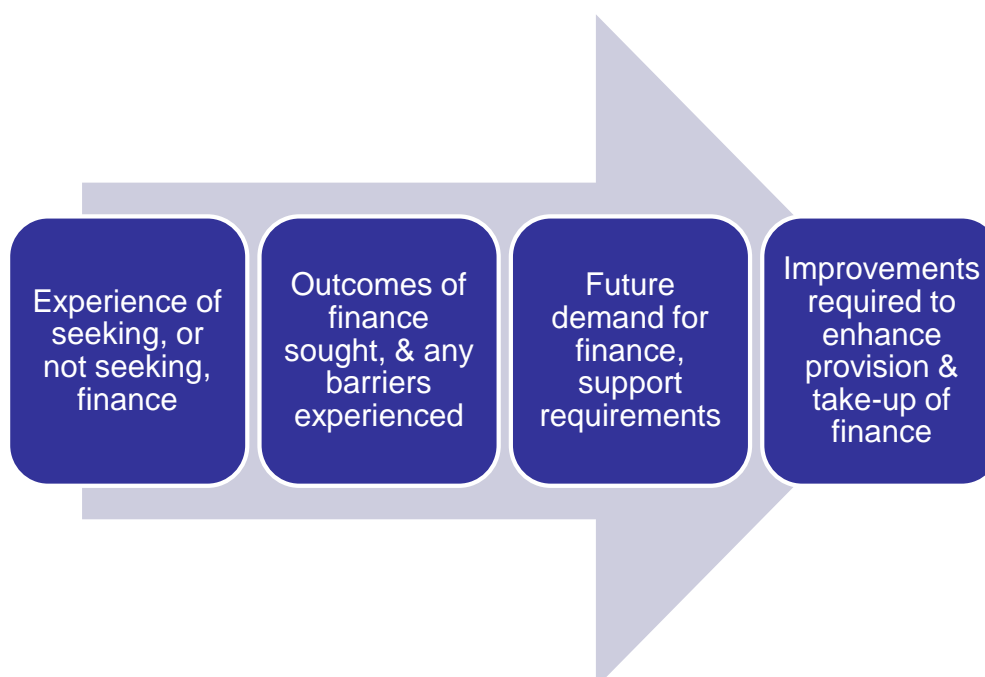 Experience of
seeking, or
not seeking,
finance
Outcomes of
finance
sought, & any
barriers
experienced
Future
demand for
finance,
support
requirements
Improvements
required to
enhance
provision &
take-up of
finance